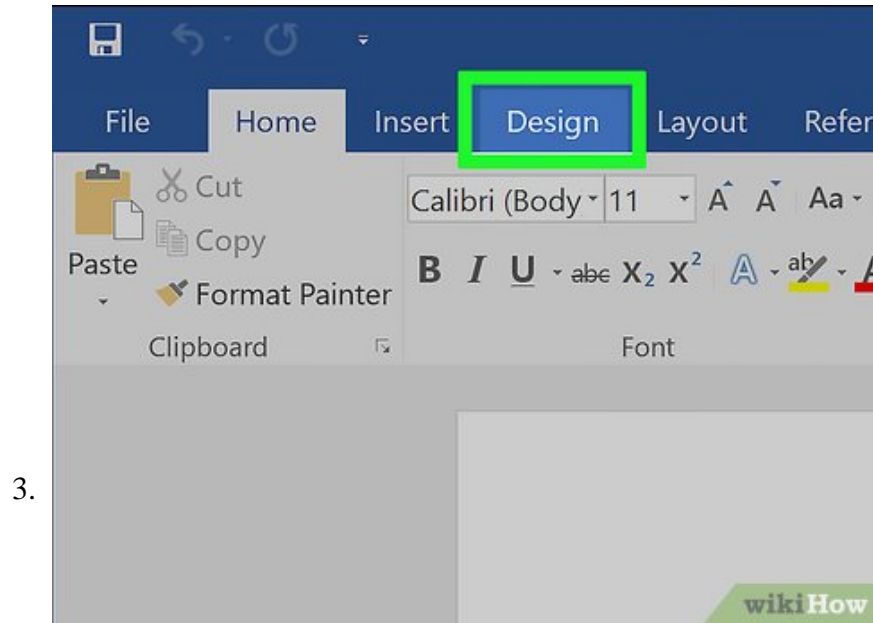 File Home Insert Design Layout Refer
Cut
Calibri (Body 11 A A Aa
Copy
Paste
B I U abc X₂ X² A ab A
Format Painter
Clipboard Font
3.
wikiHow